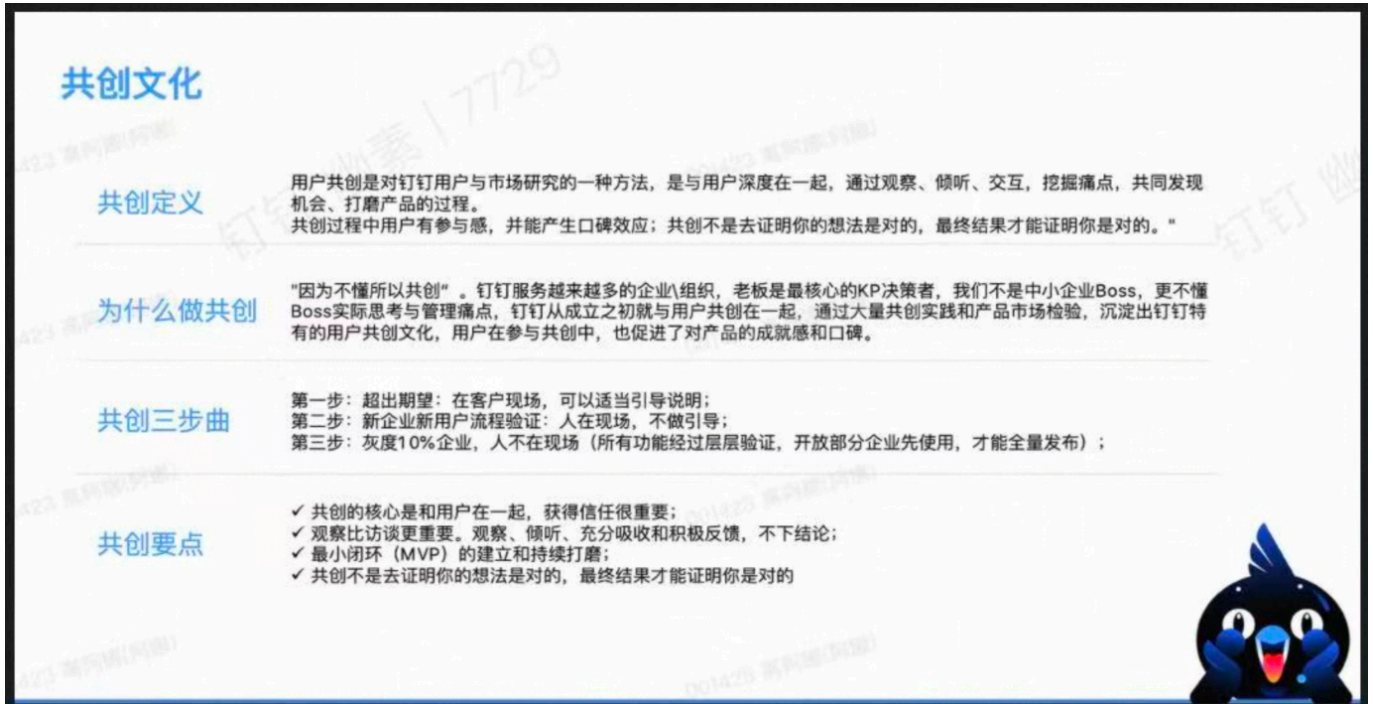 共创文化
共创定义
用户共创是对钉钉用户与市场研究的一种方法，是与用户深度在一起，通过观察、倾听、交互，挖掘痛点，共同发现
机会、打磨产品的过程。
共创过程中用户有参与感，并能产生口碑效应；共创不是去证明你的想法是对的，最终结果才能证明你是对的。"
为什么做共创
"因为不懂所以共创" 。钉钉服务越来越多的企业\组织，老板是最核心的KP决策者，我们不是中小企业Boss，更不懂
Boss实际思考与管理痛点，钉钉从成立之初就与用户共创在一起，通过大量共创实践和产品市场检验，沉淀出钉钉特
有的用户共创文化，用户在参与共创中，也促进了对产品的成就感和口碑。
共创三步曲
第一步：超出期望：在客户现场，可以适当引导说明；
第二步：新企业新用户流程验证：人在现场，不做引导；
第三步：灰度10%企业，人不在现场（所有功能经过层层验证，开放部分企业先使用，才能全量发布）；
共创要点
✓ 共创的核心是和用户在一起，获得信任很重要；
✓ 观察比访谈更重要。观察、倾听、充分吸收和积极反馈，不下结论；
✓ 最小闭环（MVP）的建立和持续打磨；
✓ 共创不是去证明你的想法是对的，最终结果才能证明你是对的